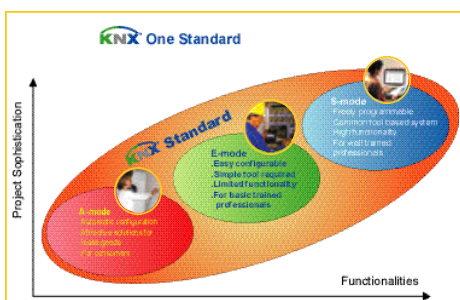 KNX One Standard
S-mode
Freely programmable
Common tool based system
High functionality
For well trained
professionals
KNX Standard
E-mode
.Easy configurable
.Simple tool required
.Limited functionality
.For basic trained
professionals
A-mode
Automatic configuration
Attractive solutions for
For consumers
Project Sophistication
Functionalities